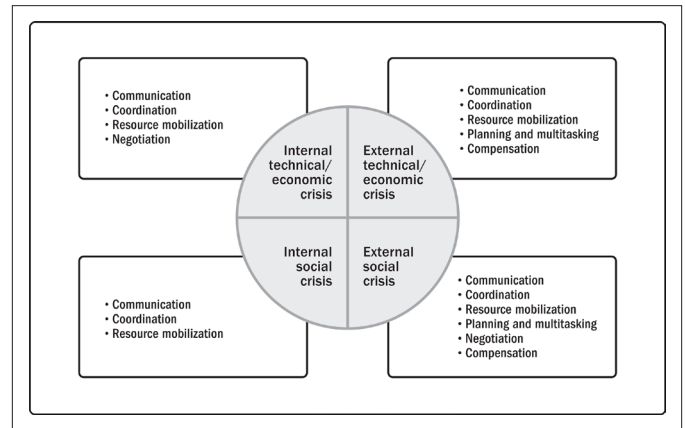 • Communication
• Coordination
• Resource mobilization
• Negotiation
• Communication
• Coordination
• Resource mobilization
• Planning and multitasking
• Compensation
Internal
technical/
economic
crisis
External
technical/
economic
crisis
Internal
social
crisis
External
social
crisis
• Communication
• Coordination
• Resource mobilization
• Communication
• Coordination
• Resource mobilization
• Planning and multitasking
• Negotiation
• Compensation